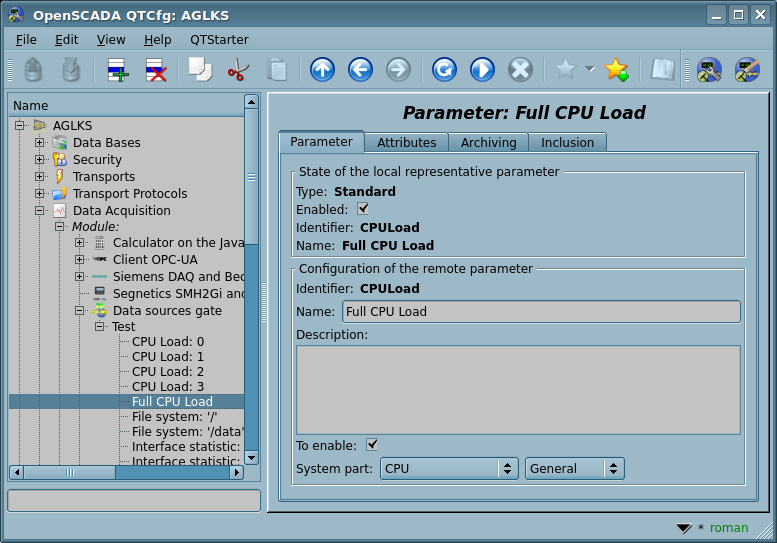 OpenSCADA QTCfg: AGLKS
File Edit View Help QTStarter
Name
AGLKS
Data Bases
Security
Transports
Transport Protocols
Data Acquisition
Module:
Calculator on the Java
Client OPC-UA
Siemens DAQ and Bec
Segnetics SMH2Gi and
Data sources gate
Test
CPU Load: 0
CPU Load: 1
CPU Load: 2
CPU Load: 3
Full CPU Load
File system: '/'
File system: '/data'
Interface statistic:
Interface statistic:
Parameter: Full CPU Load
Parameter Attributes Archiving Inclusion
State of the local representative parameter
Type: Standard
Enabled:
Identifier: CPULoad
Name: Full CPU Load
Configuration of the remote parameter
Identifier: CPULoad
Name: Full CPU Load
Description:
To enable:
System part: CPU General
* roman